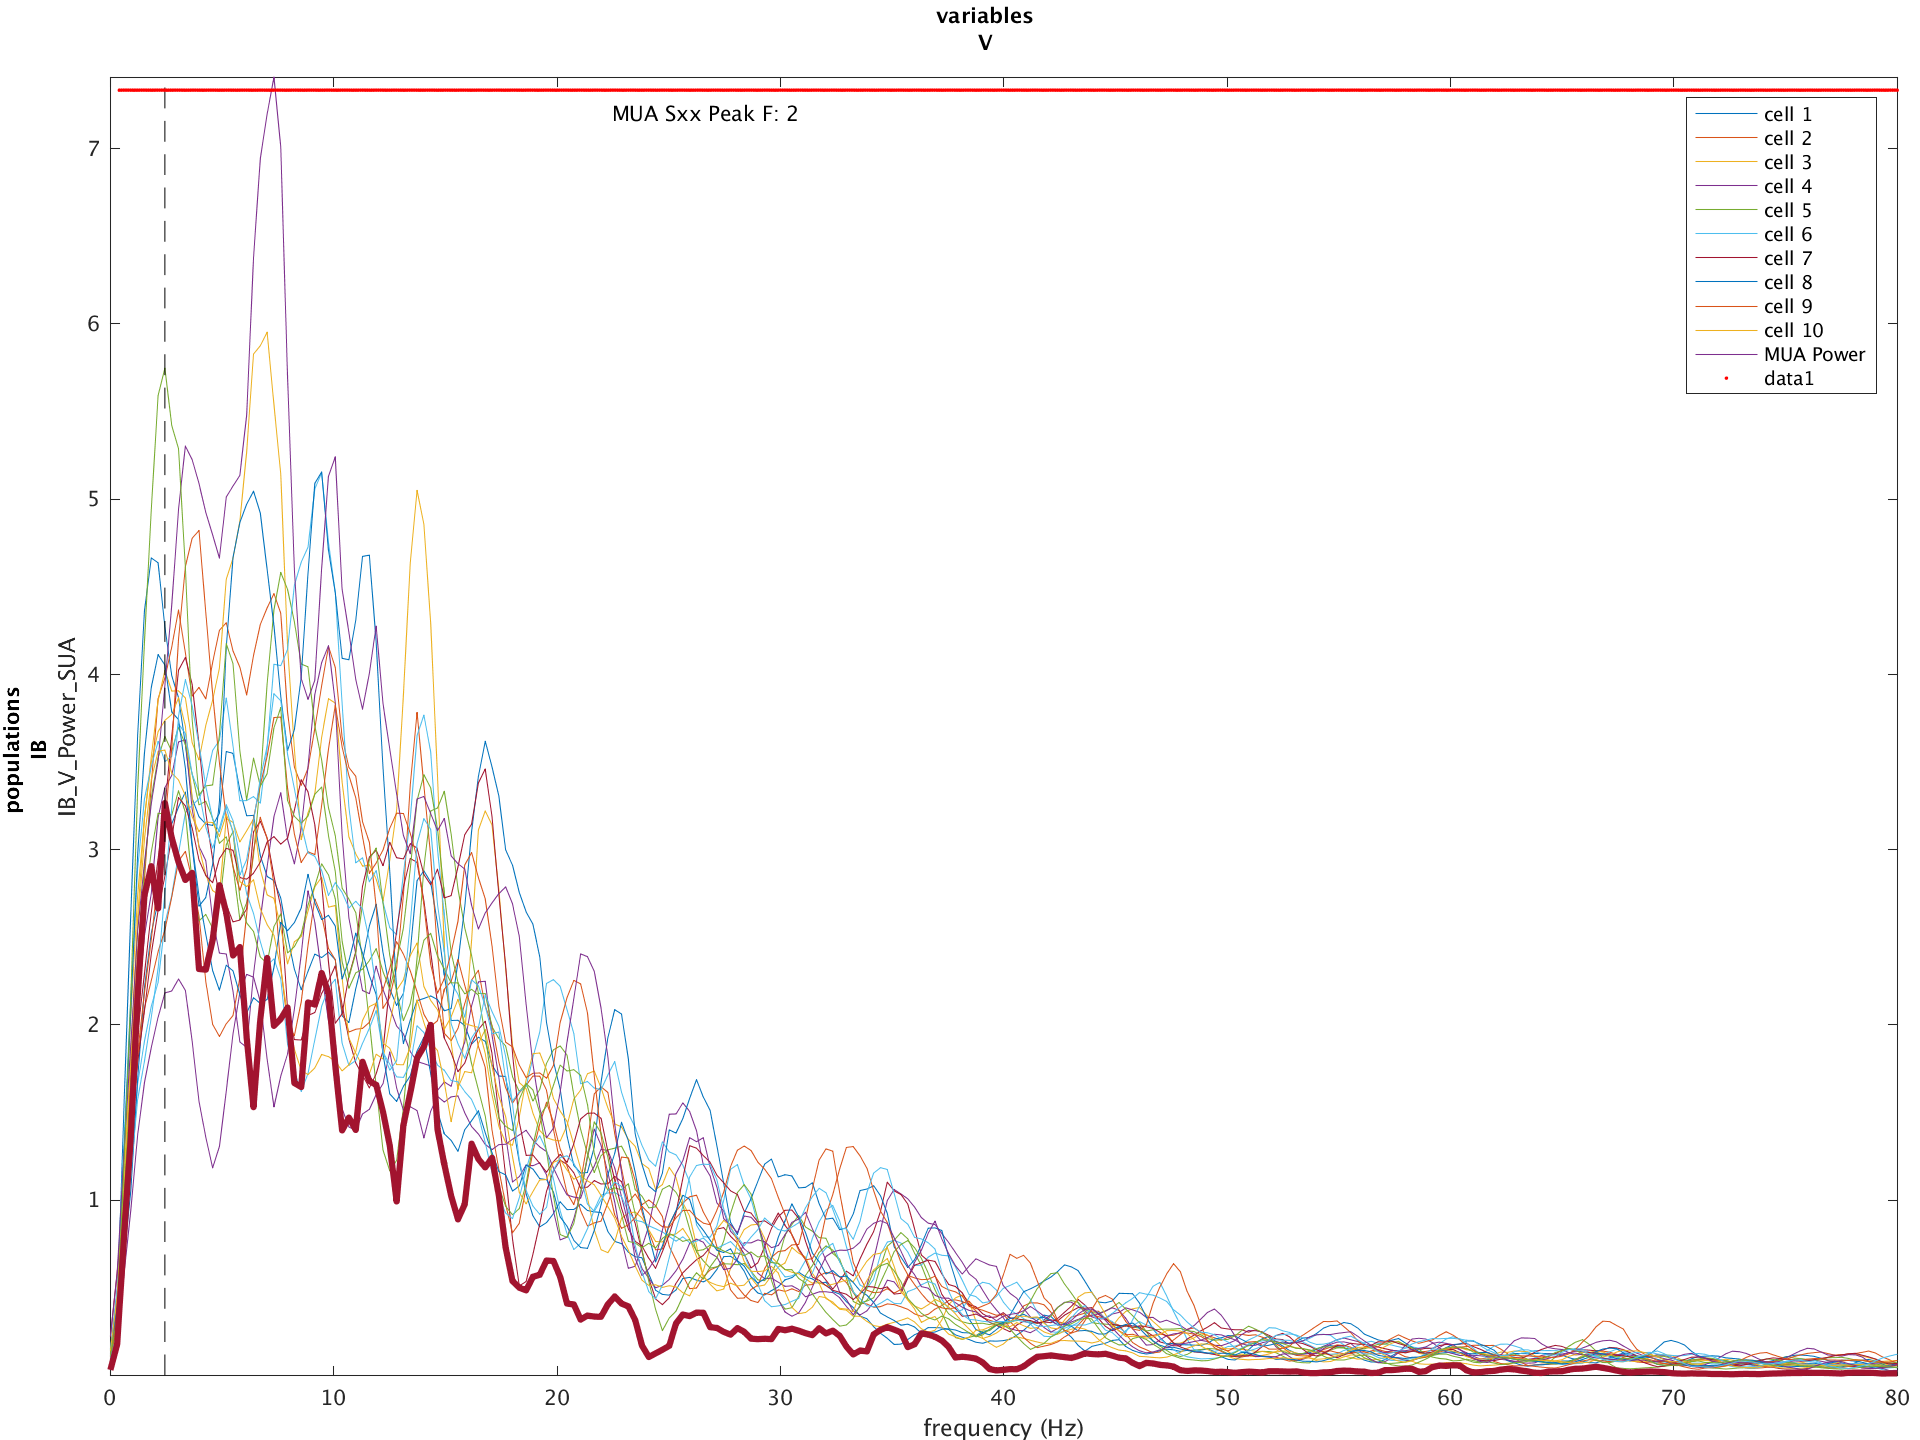 variables
V
MUA Sxx Peak F: 2
cell 1
cell 2
cell 3
cell 4
cell 5
cell 6
cell 7
cell 8
cell 9
cell 10
MUA Power
data1
populations
IB
IB_V_Power_SUA
7
6
5
4
3
2
1
0 10 20 30 40 50 60 70 80
frequency (Hz)